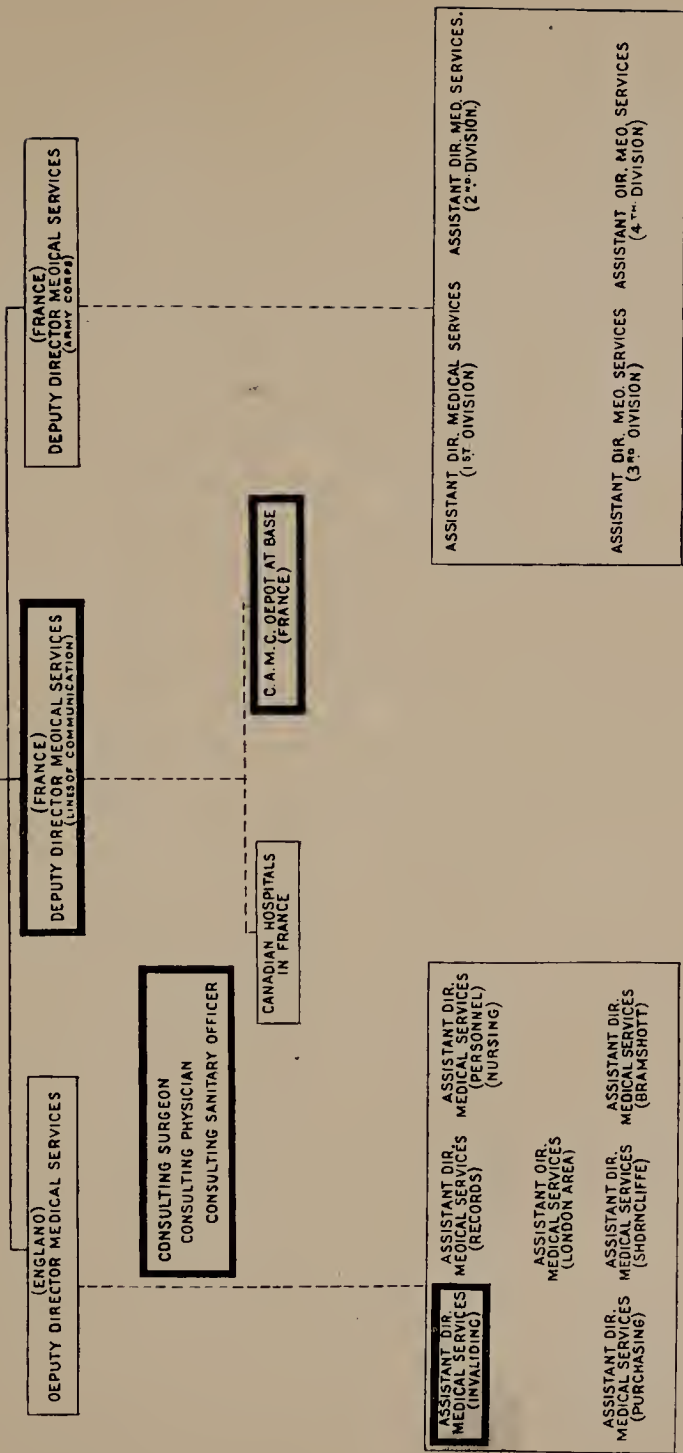 (ENGLAND)
DEPUTY DIRECTOR MEDICAL SERVICES
(FRANCE)
DEPUTY DIRECTOR MEDICAL SERVICES
(LINES OF COMMUNICATION)
(FRANCE)
DEPUTY DIRECTOR MEDICAL SERVICES
(ARMY CORPS)
CONSULTING SURGEON
CONSULTING PHYSICIAN
CONSULTING SANITARY OFFICER
CANADIAN HOSPITALS
IN FRANCE
C.A.M.C. DEPOT AT BASE
(FRANCE)
ASSISTANT DIR.
MEDICAL SERVICES
(INVALIDING)
ASSISTANT DIR.
MEDICAL SERVICES
(RECORDS)
ASSISTANT DIR.
MEDICAL SERVICES
(PERSONNEL)
(NURSING)
ASSISTANT DIR.
MEDICAL SERVICES
(LONDON AREA)
ASSISTANT DIR.
MEDICAL SERVICES
(PURCHASING)
ASSISTANT DIR.
MEDICAL SERVICES
(SHORNCLIFFE)
ASSISTANT DIR.
MEDICAL SERVICES
(BRAMSHOTT)
ASSISTANT DIR. MEDICAL SERVICES
(1ST DIVISION)
ASSISTANT DIR. MED. SERVICES.
(2ND DIVISION.)
ASSISTANT DIR. MED. SERVICES
(3RD DIVISION)
ASSISTANT DIR. MED. SERVICES
(4TH. DIVISION)